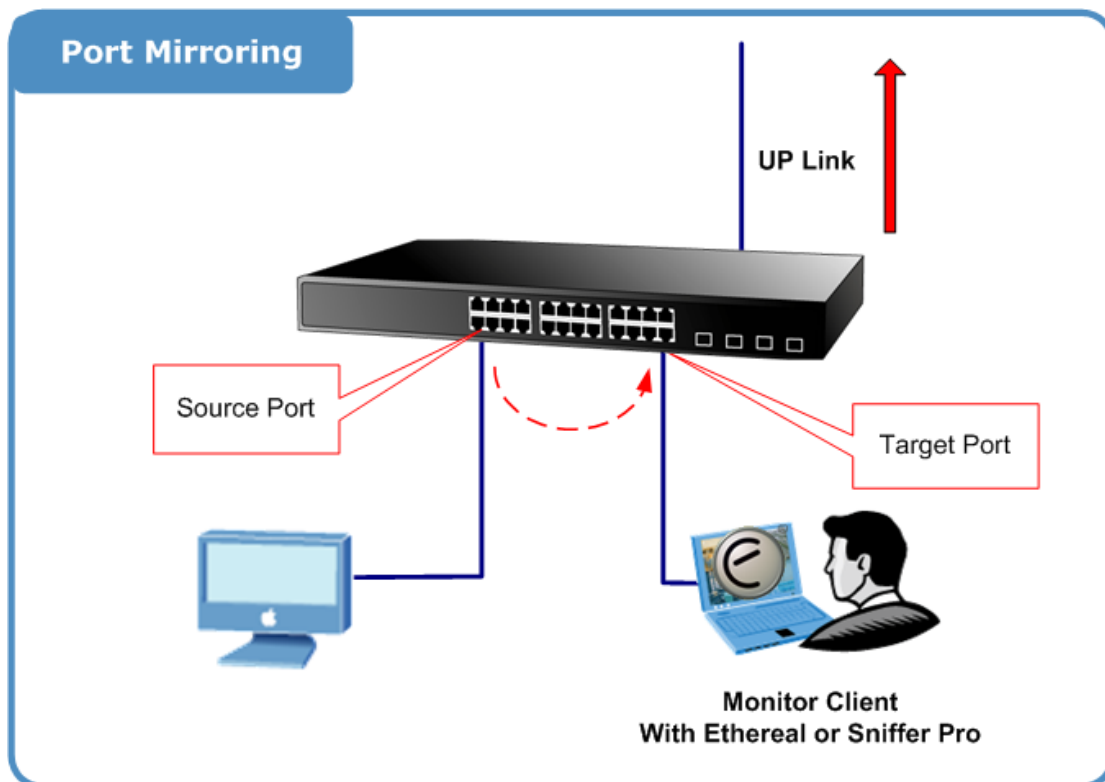 Port Mirroring
UP Link
Source Port
Target Port
Monitor Client
With Ethereal or Sniffer Pro